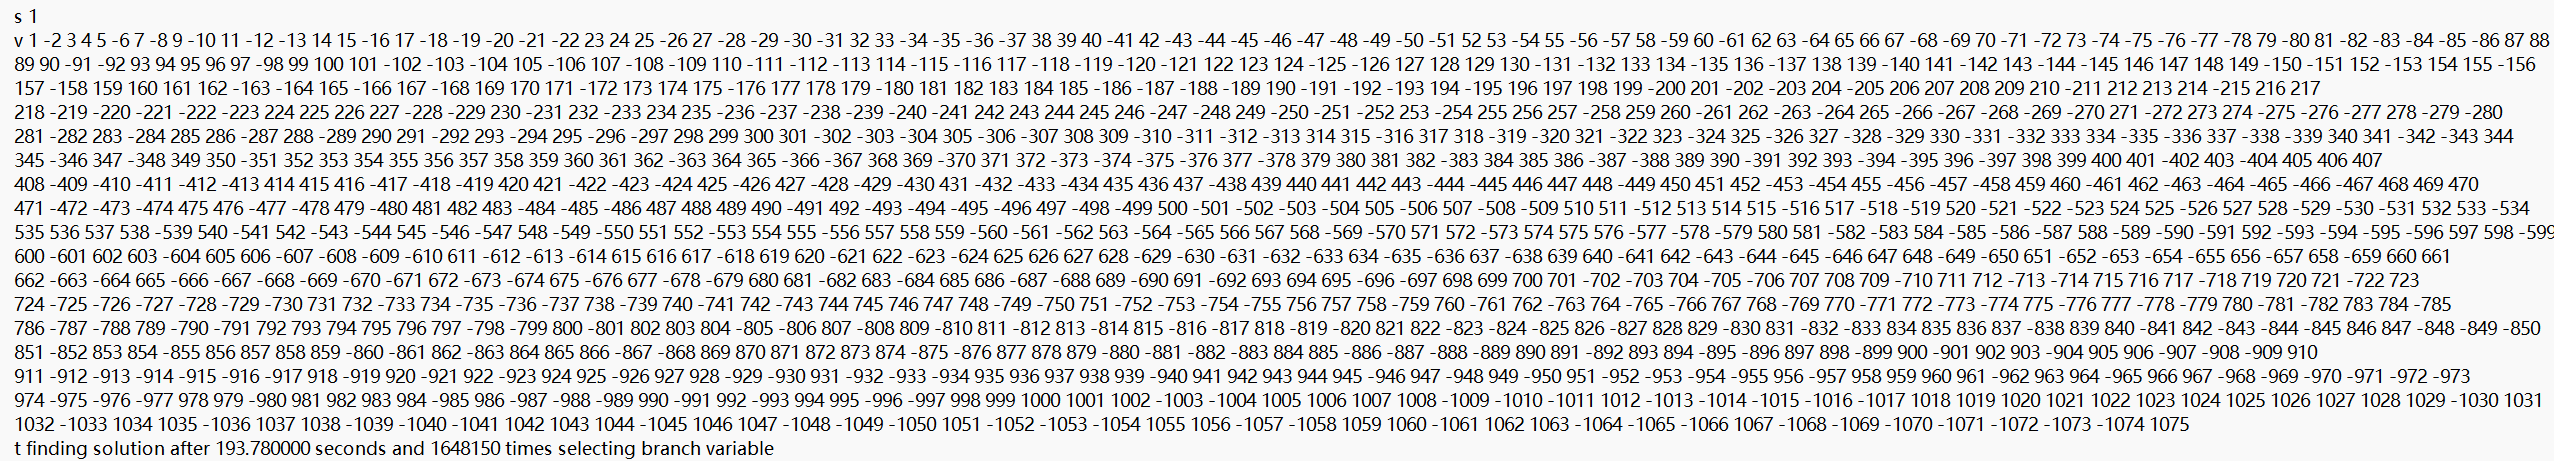 s 1
v 1 -2 3 4 5 -6 7 -8 9 -10 11 -12 -13 14 15 -16 17 -18 -19 -20 -21 -22 23 24 25 -26 27 -28 -29 -30 -31 32 33 -34 -35 -36 -37 38 39 40 -41 42 -43 -44 -45 -46 -47 -48 -49 -50 -51 52 53 -54 55 -56 -57 58 -59 60 -61 62 63 -64 65 66 67 -68 -69 70 -71 -72 73 -74 -75 -76 -77 -78 79 -80 81 -82 -83 -84 -85 -86 87 88
89 90 -91 -92 93 94 95 96 97 -98 99 100 101 -102 -103 -104 105 -106 107 -108 -109 110 -111 -112 -113 114 -115 -116 117 -118 -119 -120 -121 122 123 124 -125 -126 127 128 129 130 -131 -132 133 134 -135 136 -137 138 139 -140 141 -142 143 -144 -145 146 147 148 149 -150 -151 152 -153 154 155 -156
157 -158 159 160 161 162 -163 -164 165 -166 167 -168 169 170 171 -172 173 174 175 -176 177 178 179 -180 181 182 183 184 185 -186 -187 -188 -189 190 -191 -192 -193 194 -195 196 197 198 199 -200 201 -202 -203 204 -205 206 207 208 209 210 -211 212 213 214 -215 216 217
218 -219 -220 -221 -222 -223 224 225 226 227 -228 -229 230 -231 232 -233 234 235 -236 -237 -238 -239 -240 -241 242 243 244 245 246 -247 -248 249 -250 -251 -252 253 -254 255 256 257 -258 259 260 -261 262 -263 -264 265 -266 -267 -268 -269 -270 271 -272 273 274 -275 -276 -277 278 -279 -280
281 -282 283 -284 285 286 -287 288 -289 290 291 -292 293 -294 295 -296 -297 298 299 300 301 -302 -303 -304 305 -306 -307 308 309 -310 -311 -312 -313 314 315 -316 317 318 -319 -320 321 -322 323 -324 325 -326 327 -328 -329 330 -331 -332 333 334 -335 -336 337 -338 -339 340 341 -342 -343 344
345 -346 347 -348 349 350 -351 352 353 354 355 356 357 358 359 360 361 362 -363 364 365 -366 -367 368 369 -370 371 372 -373 -374 -375 -376 377 -378 379 380 381 382 -383 384 385 386 -387 -388 389 390 -391 392 393 -394 -395 396 -397 398 399 400 401 -402 403 -404 405 406 407
408 -409 -410 -411 -412 -413 414 415 416 -417 -418 -419 420 421 -422 -423 -424 425 -426 427 -428 -429 -430 431 -432 -433 -434 435 436 437 -438 439 440 441 442 443 -444 -445 446 447 448 -449 450 451 452 -453 -454 455 -456 -457 -458 459 460 -461 462 -463 -464 -465 -466 -467 468 469 470
471 -472 -473 -474 475 476 -477 -478 479 -480 481 482 483 -484 -485 -486 487 488 489 490 -491 492 -493 -494 -495 -496 497 -498 -499 500 -501 -502 -503 -504 505 -506 507 -508 -509 510 511 -512 513 514 515 -516 517 -518 -519 520 -521 -522 -523 524 525 -526 527 528 -529 -530 -531 532 533 -534
535 536 537 538 -539 540 -541 542 -543 -544 545 -546 -547 548 -549 -550 551 552 -553 554 555 -556 557 558 559 -560 -561 -562 563 -564 -565 566 567 568 -569 -570 571 572 -573 574 575 576 -577 -578 -579 580 581 -582 -583 584 -585 -586 -587 588 -589 -590 -591 592 -593 -594 -595 -596 597 598 -599
600 -601 602 603 -604 605 606 -607 -608 -609 -610 611 -612 -613 -614 615 616 617 -618 619 620 -621 622 -623 -624 625 626 627 628 -629 -630 -631 -632 -633 634 -635 -636 637 -638 639 640 -641 642 -643 -644 -645 -646 647 648 -649 -650 651 -652 -653 -654 -655 656 -657 658 -659 660 661
662 -663 -664 665 -666 -667 -668 -669 -670 -671 672 -673 -674 675 -676 677 -678 -679 680 681 -682 683 -684 685 686 -687 -688 689 -690 691 -692 693 694 695 -696 -697 698 699 700 701 -702 -703 704 -705 -706 707 708 709 -710 711 712 -713 -714 715 716 717 -718 719 720 721 -722 723
724 -725 -726 -727 -728 -729 -730 731 732 -733 734 -735 -736 -737 738 -739 740 -741 742 -743 744 745 746 747 748 -749 -750 751 -752 -753 -754 -755 756 757 758 -759 760 -761 762 -763 764 -765 -766 767 768 -769 770 -771 772 -773 -774 775 -776 777 -778 -779 780 -781 -782 783 784 -785
786 -787 -788 789 -790 -791 792 793 794 795 796 797 -798 -799 800 -801 802 803 804 -805 -806 807 -808 809 -810 811 -812 813 -814 815 -816 -817 818 -819 -820 821 822 -823 -824 -825 826 -827 828 829 -830 831 -832 -833 834 835 836 837 -838 839 840 -841 842 -843 -844 -845 846 847 -848 -849 -850
851 -852 853 854 -855 856 857 858 859 -860 -861 862 -863 864 865 866 -867 -868 869 870 871 872 873 874 -875 -876 877 878 879 -880 -881 -882 -883 884 885 -886 -887 -888 -889 890 891 -892 893 894 -895 -896 897 898 -899 900 -901 902 903 -904 905 906 -907 -908 -909 910
911 -912 -913 -914 -915 -916 -917 918 -919 920 -921 922 -923 924 925 -926 927 928 -929 -930 931 -932 -933 -934 935 936 937 938 939 -940 941 942 943 944 945 -946 947 -948 949 -950 951 -952 -953 -954 -955 956 -957 958 959 960 961 -962 963 964 -965 966 967 -968 -969 -970 -971 -972 -973
974 -975 -976 -977 978 979 -980 981 982 983 984 -985 986 -987 -988 -989 990 -991 992 -993 994 995 -996 -997 998 999 1000 1001 1002 -1003 -1004 1005 1006 1007 1008 -1009 -1010 -1011 1012 -1013 -1014 -1015 -1016 -1017 1018 1019 1020 1021 1022 1023 1024 1025 1026 1027 1028 1029 -1030 1031
1032 -1033 1034 1035 -1036 1037 1038 -1039 -1040 -1041 1042 1043 1044 -1045 1046 1047 -1048 -1049 -1050 1051 -1052 -1053 -1054 1055 1056 -1057 -1058 1059 1060 -1061 1062 1063 -1064 -1065 -1066 1067 -1068 -1069 -1070 -1071 -1072 -1073 -1074 1075
t finding solution after 193.780000 seconds and 1648150 times selecting branch variable